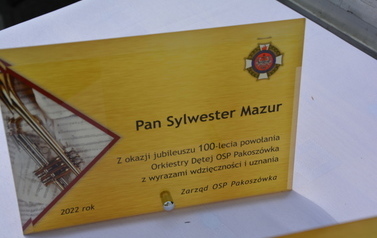 Pan Sylwester Mazur
Z okazji jubileuszu 100-lecia powołania
Orkiestry Dętej OSP Pakoszówka
z wyrazami wdzięczności i uznania
Zarząd OSP Pakoszówka
2022 rok